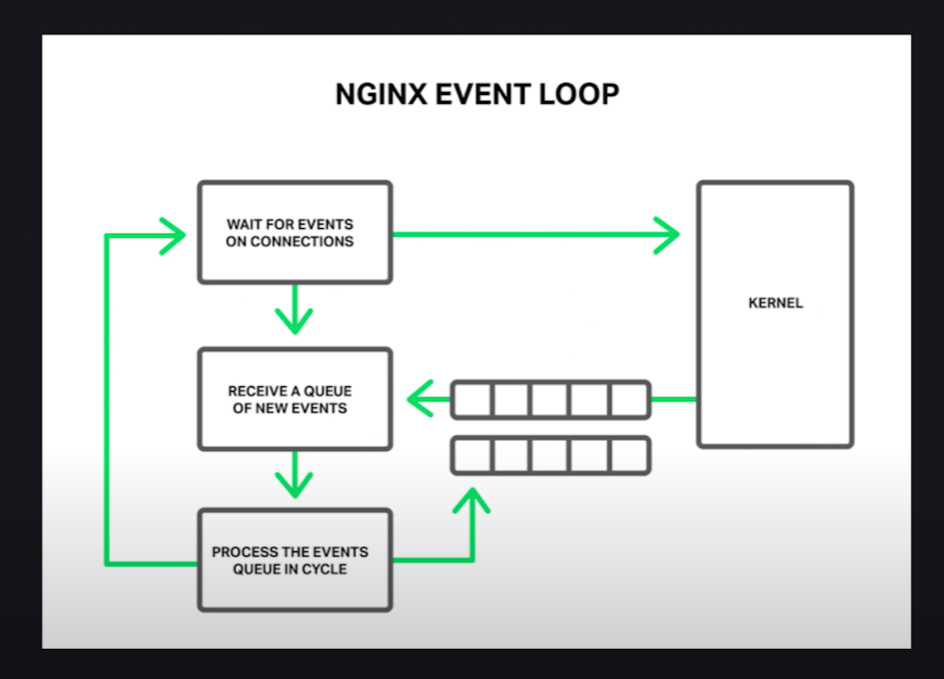 NGINX EVENT LOOP
WAIT FOR EVENTS
ON CONNECTIONS
KERNEL
RECEIVE A QUEUE
OF NEW EVENTS
PROCESS THE EVENTS
QUEUE IN CYCLE